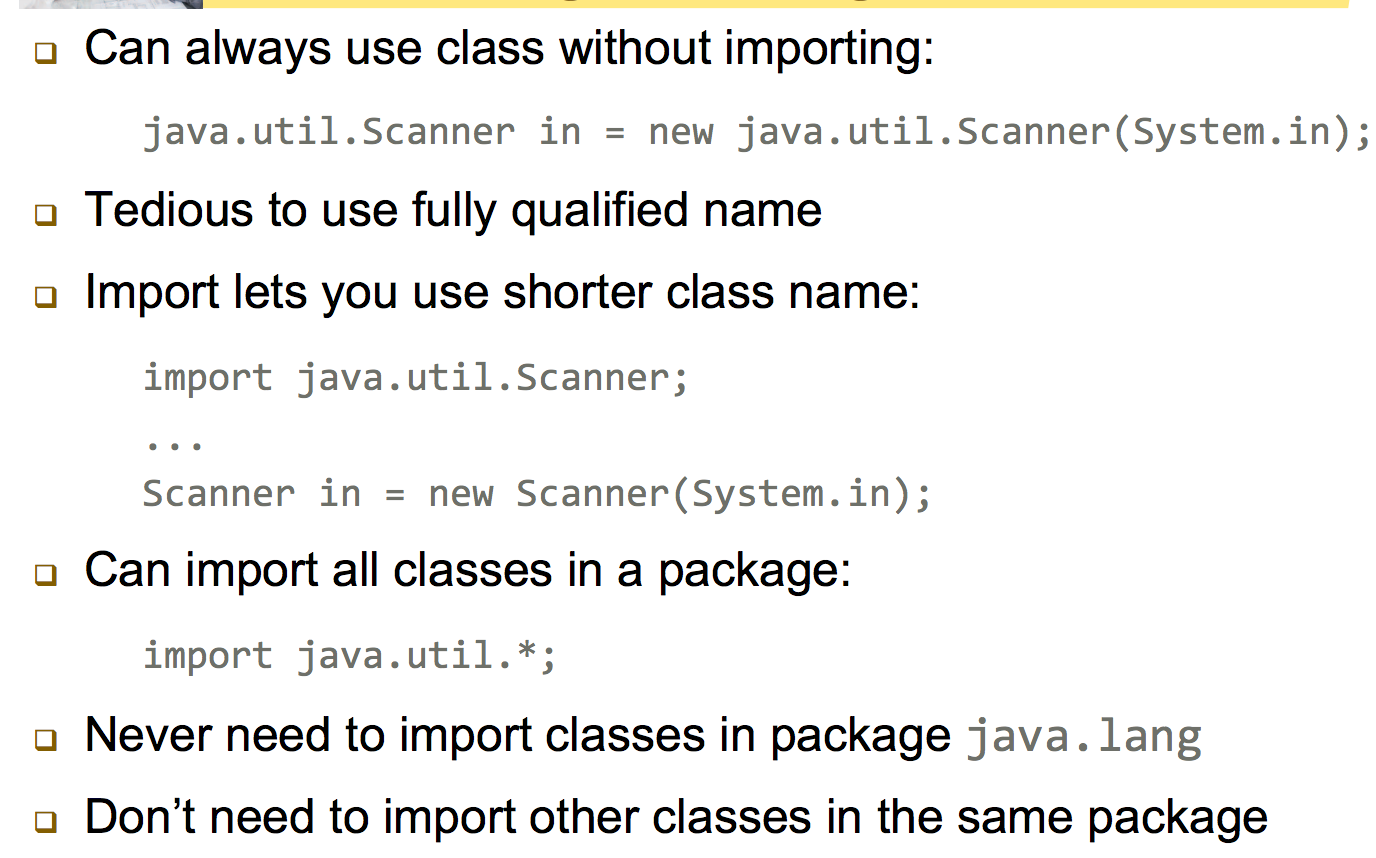 Can always use class without importing:
java.util.Scanner in = new java.util.Scanner(System.in);
Tedious to use fully qualified name
Import lets you use shorter class name:
import java.util.Scanner;
...
Scanner in = new Scanner(System.in);
Can import all classes in a package:
import java.util.*;
Never need to import classes in package java.lang
Don’t need to import other classes in the same package